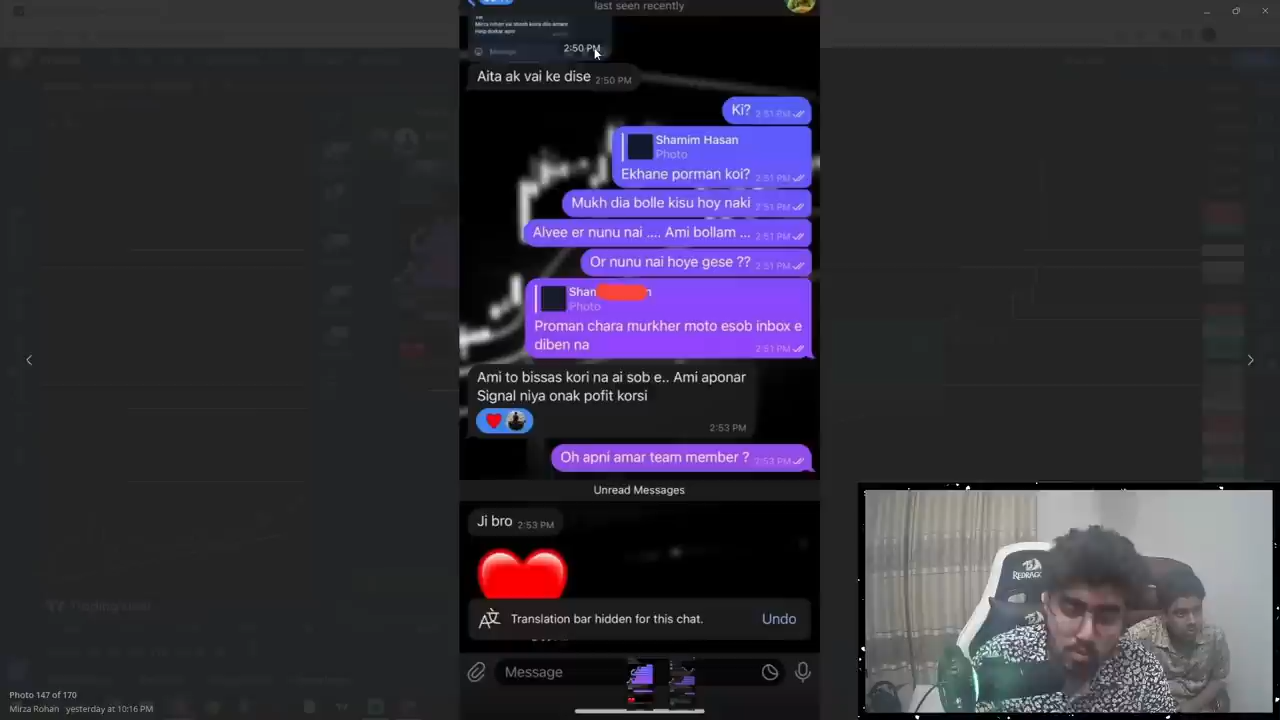 last seen recently
2:50 PM
Aita ak vai ke dise 2:50 PM
Ki? 2:51 PM
Shamim Hasan
Photo
Ekhane porman koi? 2:51 PM
Mukh dia bolle kisu hoy naki 2:51 PM
Alvee er nunu nai .... Ami bollam ... 2:51 PM
Or nunu nai hoye gese ?? 2:51 PM
Sham
Photo
Proman chara murkher moto esob inbox e
diben na 2:51 PM
Ami to bissas kori na ai sob e.. Ami aponar
Signal niya onak pofit korsi
2:53 PM
Oh apni amar team member ? 2:53 PM
Unread Messages
Ji bro 2:53 PM
Translation bar hidden for this chat. Undo
Message
REDRAGON
Photo 147 of 170
Mirza Rohan yesterday at 10:16 PM